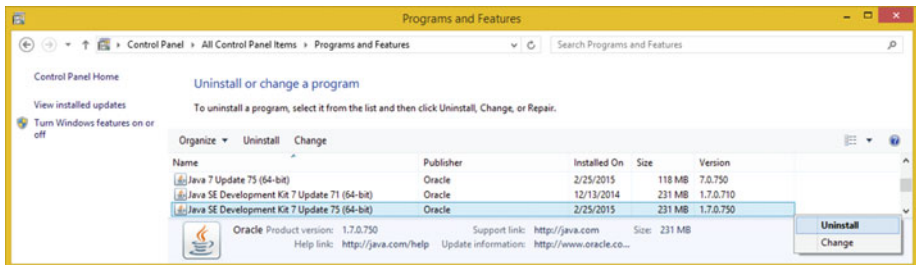 Programs and Features
Control Panel ▸ All Control Panel Items ▸ Programs and Features
Search Programs and Features
Control Panel Home
View installed updates
Turn Windows features on or off
Uninstall or change a program
To uninstall a program, select it from the list and then click Uninstall, Change, or Repair.
Organize Uninstall Change
Name Publisher Installed On Size Version
Java 7 Update 75 (64-bit) Oracle 2/25/2015 118 MB 7.0.750
Java SE Development Kit 7 Update 71 (64-bit) Oracle 12/13/2014 231 MB 1.7.0.710
Java SE Development Kit 7 Update 75 (64-bit) Oracle 2/25/2015 231 MB 1.7.0.750
Oracle Product version: 1.7.0.750 Support link: http://java.com Size: 231 MB
Help link: http://java.com/help Update information: http://www.oracle.co...
Uninstall
Change